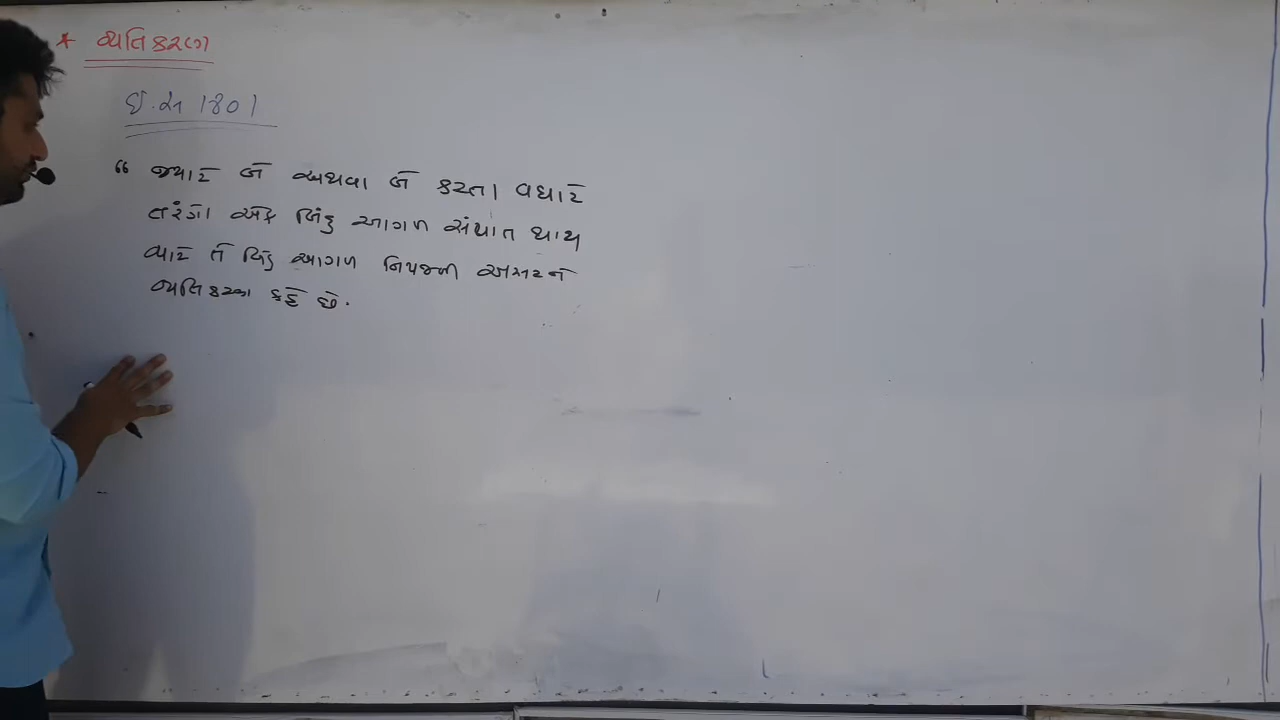 * વ્યતિકરણ
ઈ.સ 1801
“ જ્યારે બે અથવા બે કરતા વધારે
તરંગો એક બિંદુ આગળ સંપાત થાય
ત્યારે તે બિંદુ આગળ નિપજતી અસરને
વ્યતિકરણ કહે છે.